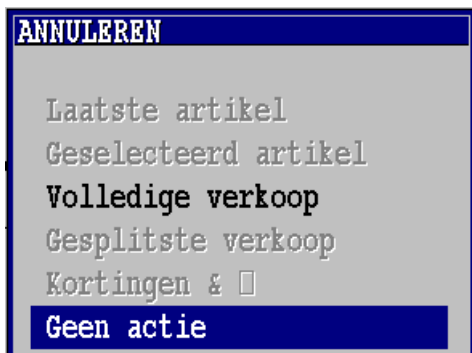 ANNULEREN
Laatste artikel
Geselecteerd artikel
Volledige verkoop
Gesplitste verkoop
Kortingen & □
Geen actie